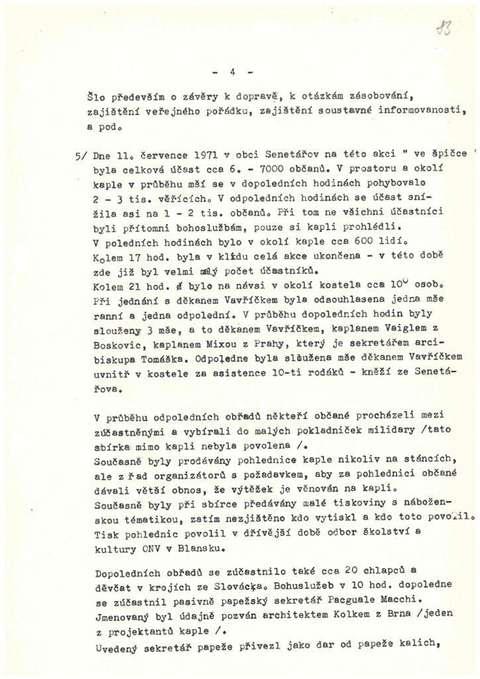 83
- 4 -
Šlo především o závěry k dopravě, k otázkám zásobování,
zajištění veřejného pořádku, zajištění soustavné informovanosti,
a pod.
5/ Dne 11. července 1971 v obci Senetářov na této akci " ve špičce "
byla celková účast cca 6. - 7000 občanů. V prostoru a okolí
kaple v průběhu mší se v dopoledních hodinách pohybovalo
2 - 3 tis. věřících. V odpoledních hodinách se účast sní-
žila asi na 1 - 2 tis. občanů. Při tom ne všichni účastníci
byli přítomni bohoslužbám, pouze si kapli prohlédli.
V poledních hodinách bylo v okolí kaple cca 600 lidí.
Kolem 17 hod. byla v klidu celá akce ukončena - v této době
zde již byl velmi malý počet účastníků.
Kolem 21 hod. bylo na návsi v okolí kostela cca 100 osob.
Při jednání s děkanem Vavříčkem byla odsouhlasena jedna mše
ranní a jedna odpolední. V průběhu dopoledních hodin byly
slouženy 3 mše, a to děkanem Vavříčkem, kaplanem Vaiglem z
Boskovic, kaplanem Mixou z Prahy, který je sekretářem arci-
biskupa Tomáška. Odpoledne byla sloužena mše děkanem Vavříčkem
uvnitř v kostele za asistence 10-ti rodáků - kněží ze Senetá-
řova.
V průběhu odpoledních obřadů někteří občané procházeli mezi
zúčastněnými a vybírali do malých pokladniček milidary /tato
sbírka mimo kapli nebyla povolena /.
Současně byly prodávány pohlednice kaple nikoliv na stáncích,
ale z řad organizátorů s požadavkem, aby za pohlednici občané
dávali větší obnos, že výtěžek je věnován na kapli.
Současně byly při sbírce předávány malé tiskoviny s nábožen-
skou tématikou, zatím nezjištěno kdo vytiskl a kdo toto povolil.
Tisk pohlednic povolil v dřívější době odbor školství a
kultury ONV v Blansku.
Dopoledních obřadů se zúčastnilo také cca 20 chlapců a
děvčat v krojích ze Slovácka. Bohuslužeb v 10 hod. dopoledne
se zúčastnil pasivně papežský sekretář Pacguale Macchi.
Jmenovaný byl údajně pozván architektem Kolkem z Brna /jeden
z projektantů kaple /.
Uvedený sekretář papeže přivezl jako dar od papeže kalich,